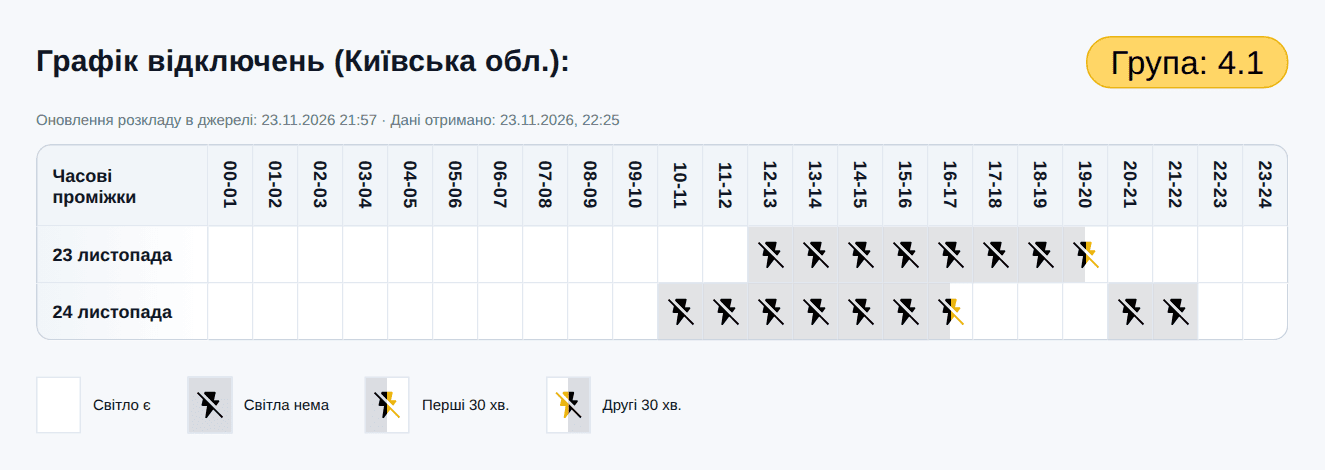 Графік відключень (Київська обл.):
Група: 4.1
Оновлення розкладу в джерелі: 23.11.2026 21:57 · Дані отримано: 23.11.2026, 22:25
Часові
проміжки
00-01 01-02 02-03 03-04 04-05 05-06 06-07 07-08 08-09 09-10 10-11 11-12 12-13 13-14 14-15 15-16 16-17 17-18 18-19 19-20 20-21 21-22 22-23 23-24
23 листопада
24 листопада
Світло є Світла нема Перші 30 хв. Другі 30 хв.